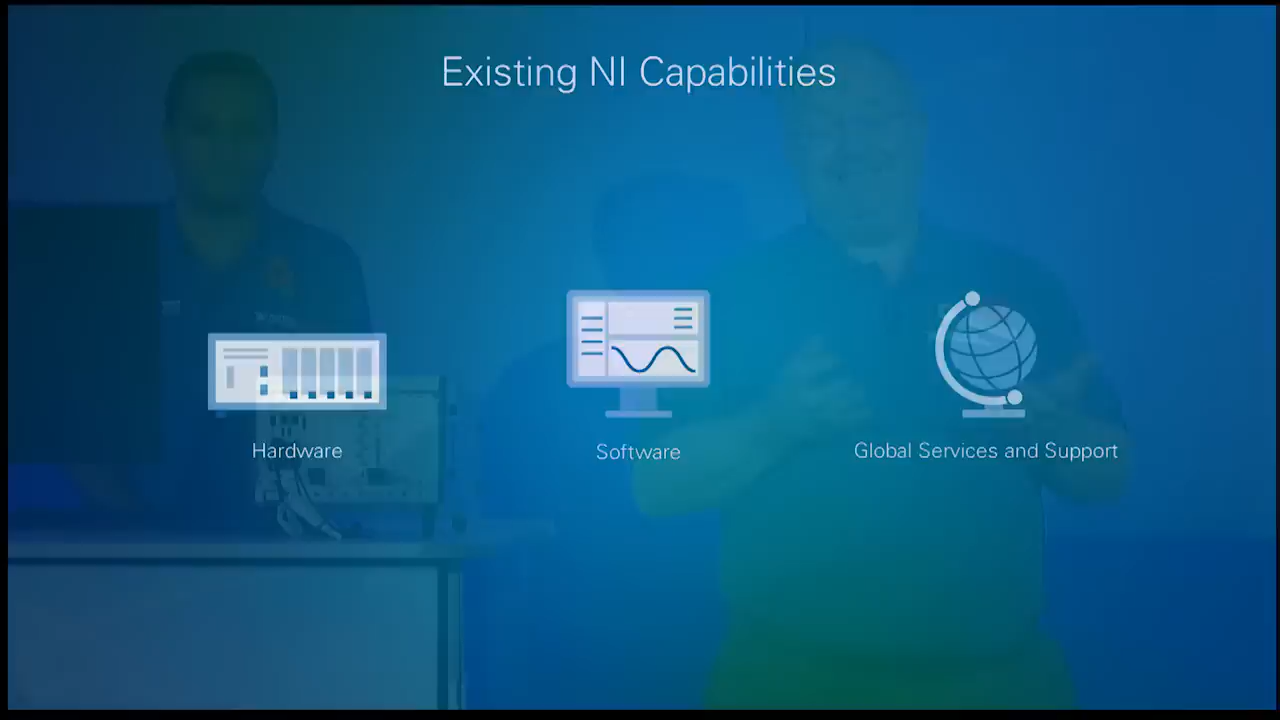 Existing NI Capabilities
Hardware
Software
Global Services and Support